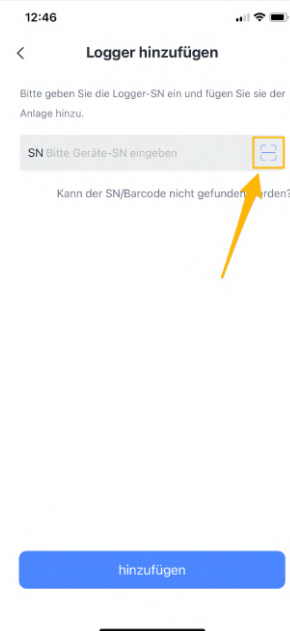 12:46
Logger hinzufügen
Bitte geben Sie die Logger-SN ein und fügen Sie sie der
Anlage hinzu.
SN Bitte Geräte-SN eingeben
Kann der SN/Barcode nicht gefunden werden?
hinzufügen